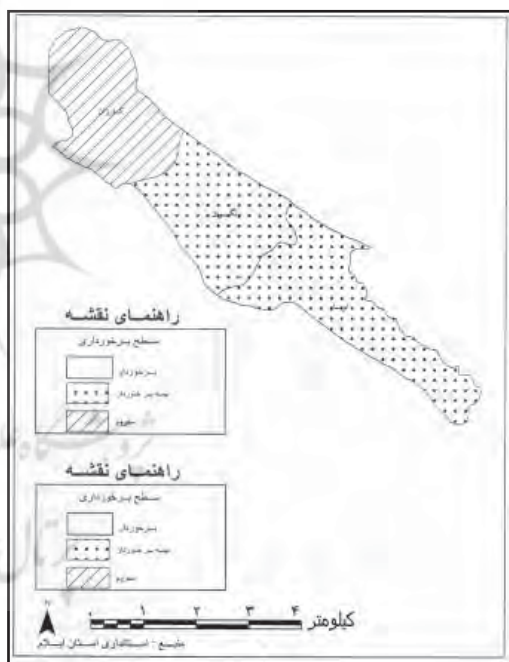 راهنمای نقشه
سطح برخورداری
برخوردار
نیمه برخوردار
محروم
راهنمای نقشه
سطح برخورداری
برخوردار
نیمه برخوردار
محروم
۱ ۲ ۳ ۴
کیلومتر
منبع : استانداری استان ایلام